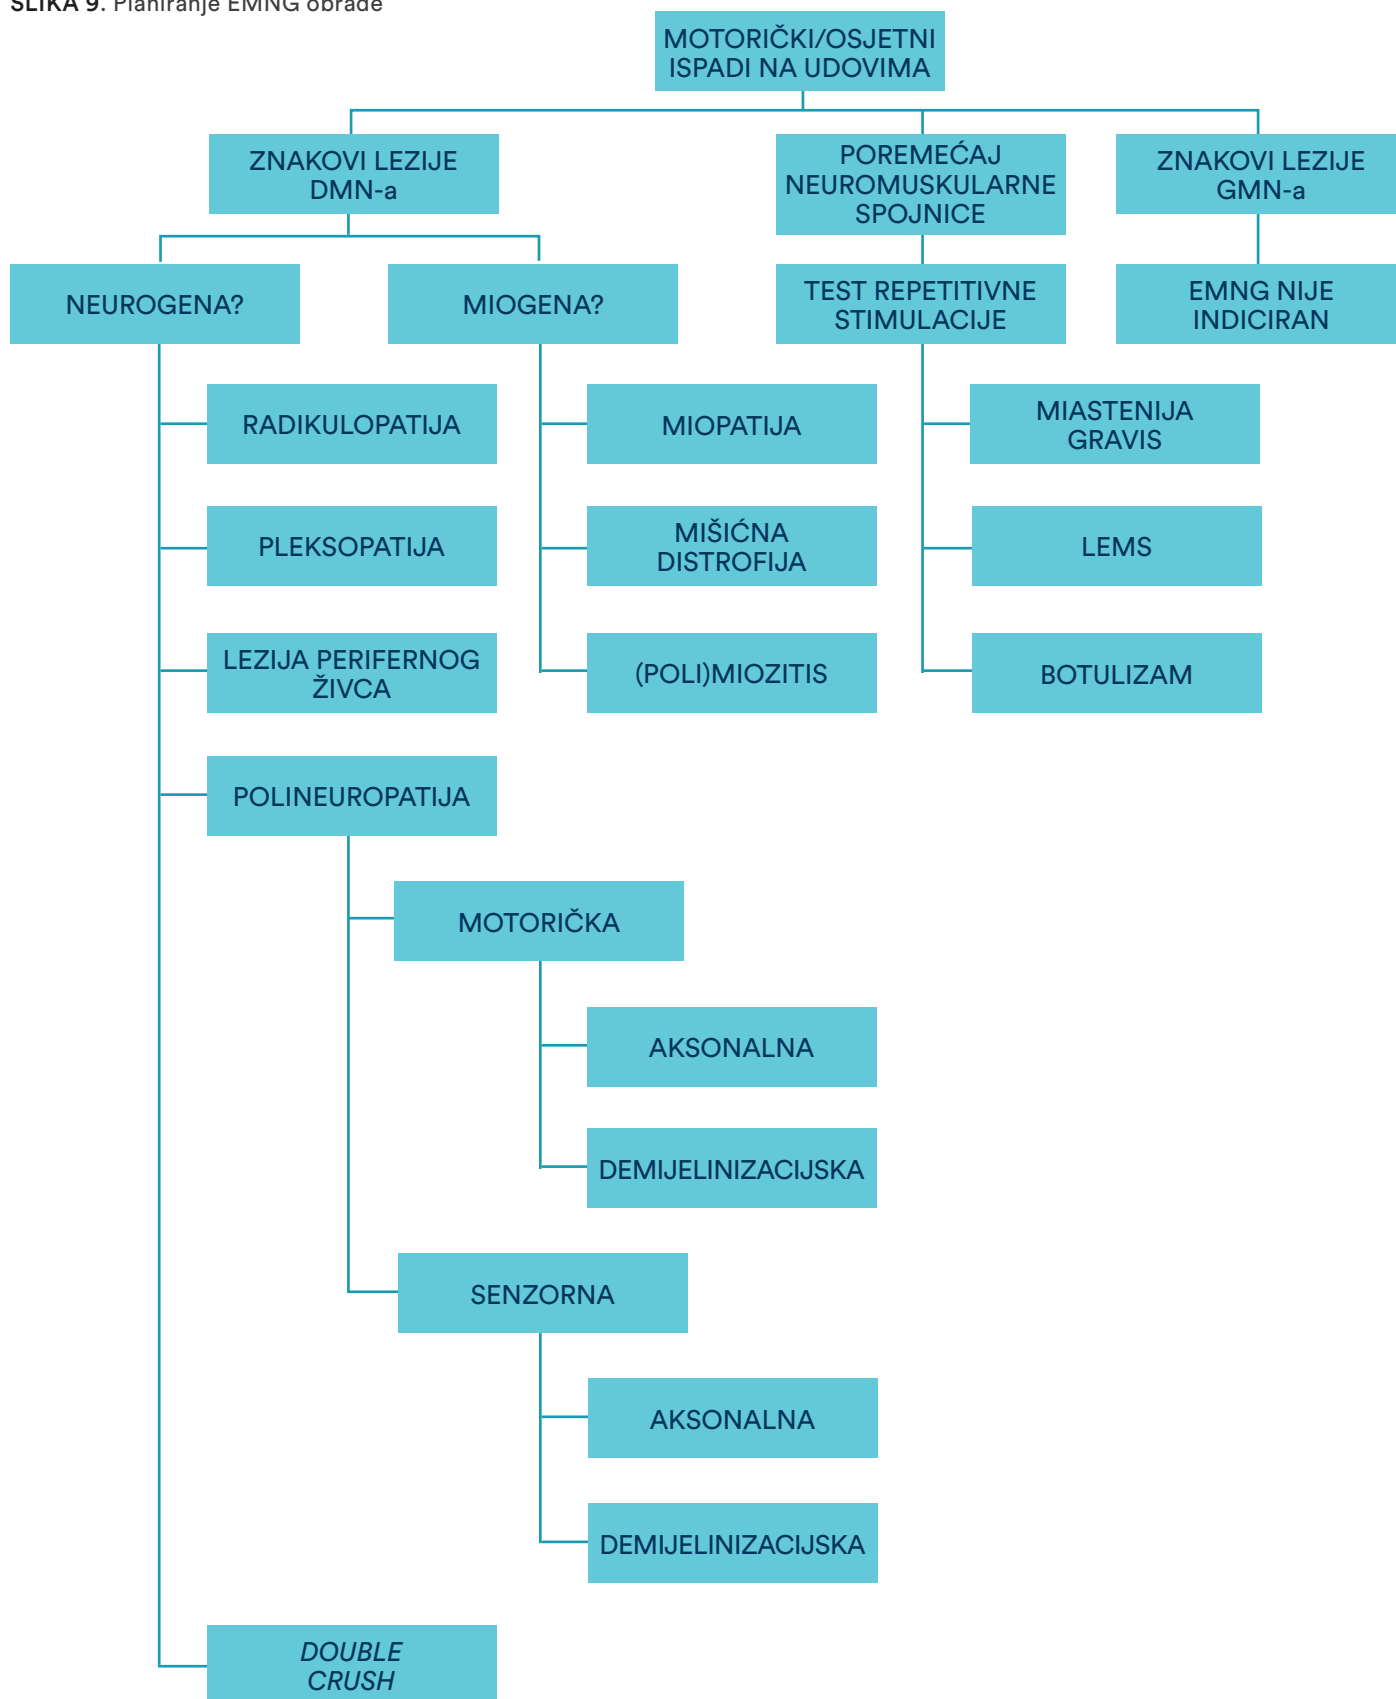 SLIKA 9. Planiranje EMNG obrade
MOTORIČKI/OSJETNI
ISPADI NA UDOVIMA
ZNAKOVI LEZIJE
DMN-a
POREMEĆAJ
NEUROMUSKULARNE
SPOJNICE
ZNAKOVI LEZIJE
GMN-a
NEUROGENA?
MIOGENA?
TEST REPETITIVNE
STIMULACIJE
EMNG NIJE
INDICIRAN
RADIKULOPATIJA
MIOPATIJA
MIASTENIJA
GRAVIS
PLEKSOPATIJA
MIŠIĆNA
DISTROFIJA
LEMS
LEZIJA PERIFERNOG
ŽIVCA
(POLI)MIOZITIS
BOTULIZAM
POLINEUROPATIJA
MOTORIČKA
AKSONALNA
DEMIJELINIZACIJSKA
SENZORNA
AKSONALNA
DEMIJELINIZACIJSKA
DOUBLE
CRUSH